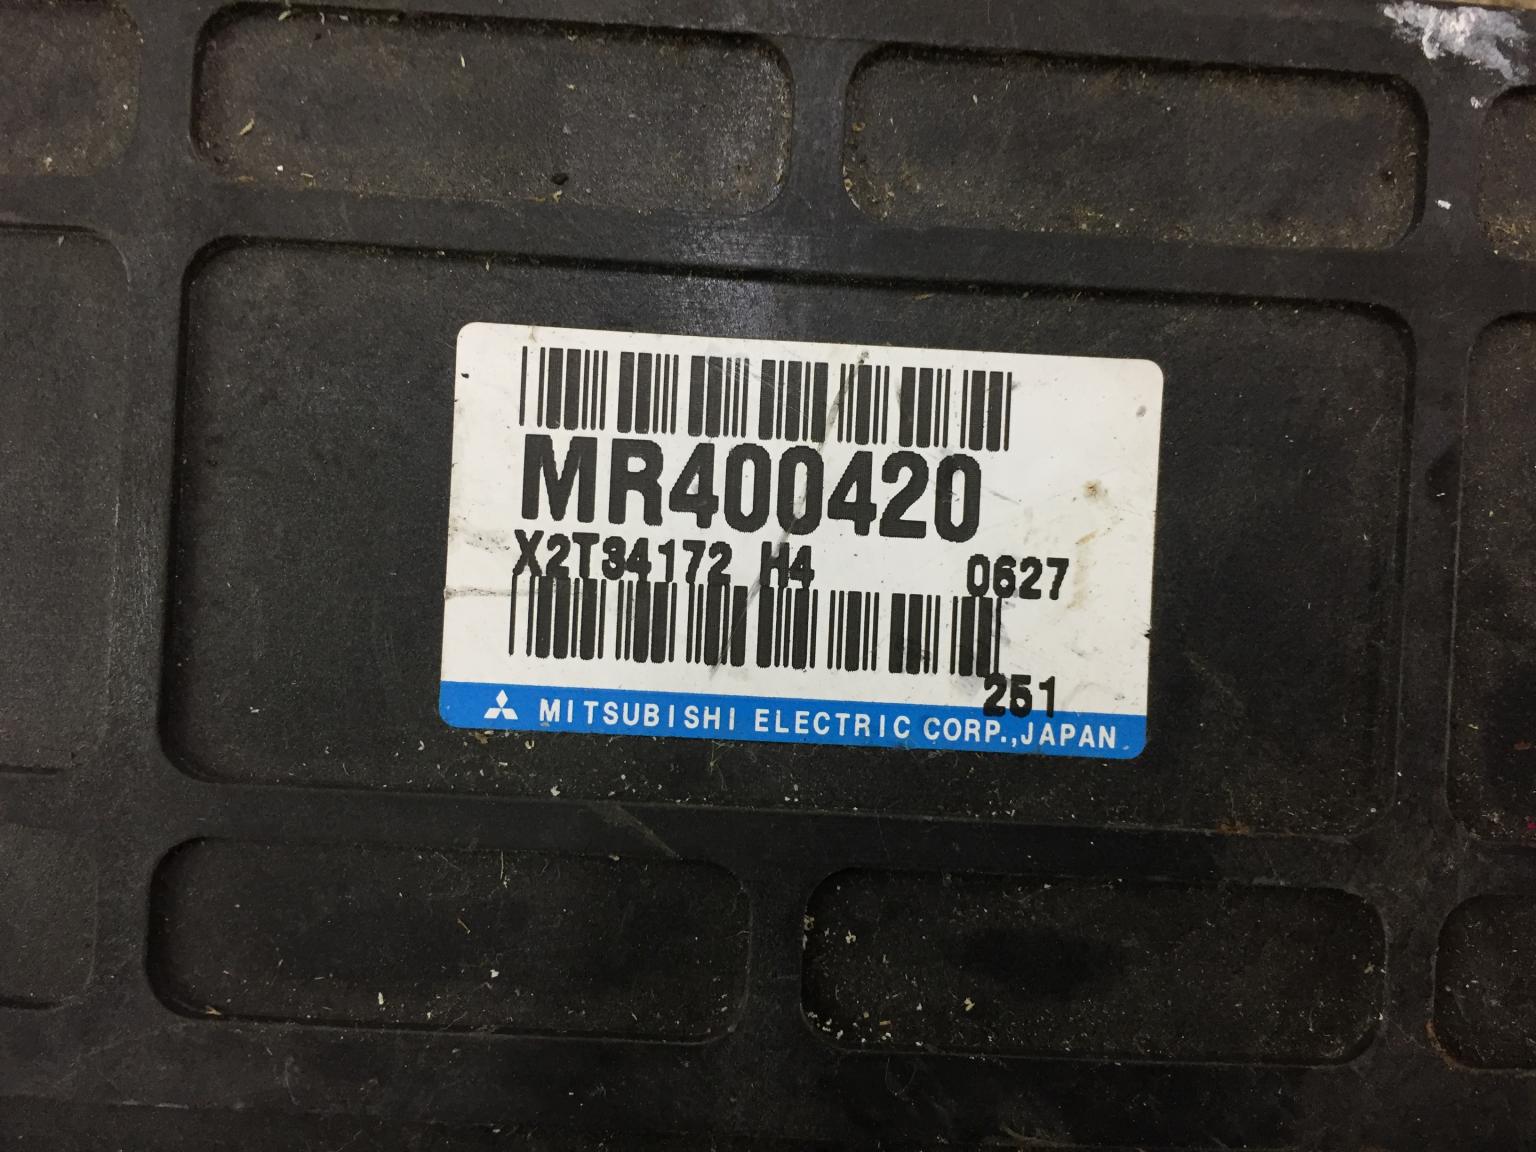 MR400420
X2T34172 H4 0627
251
MITSUBISHI ELECTRIC CORP.,JAPAN